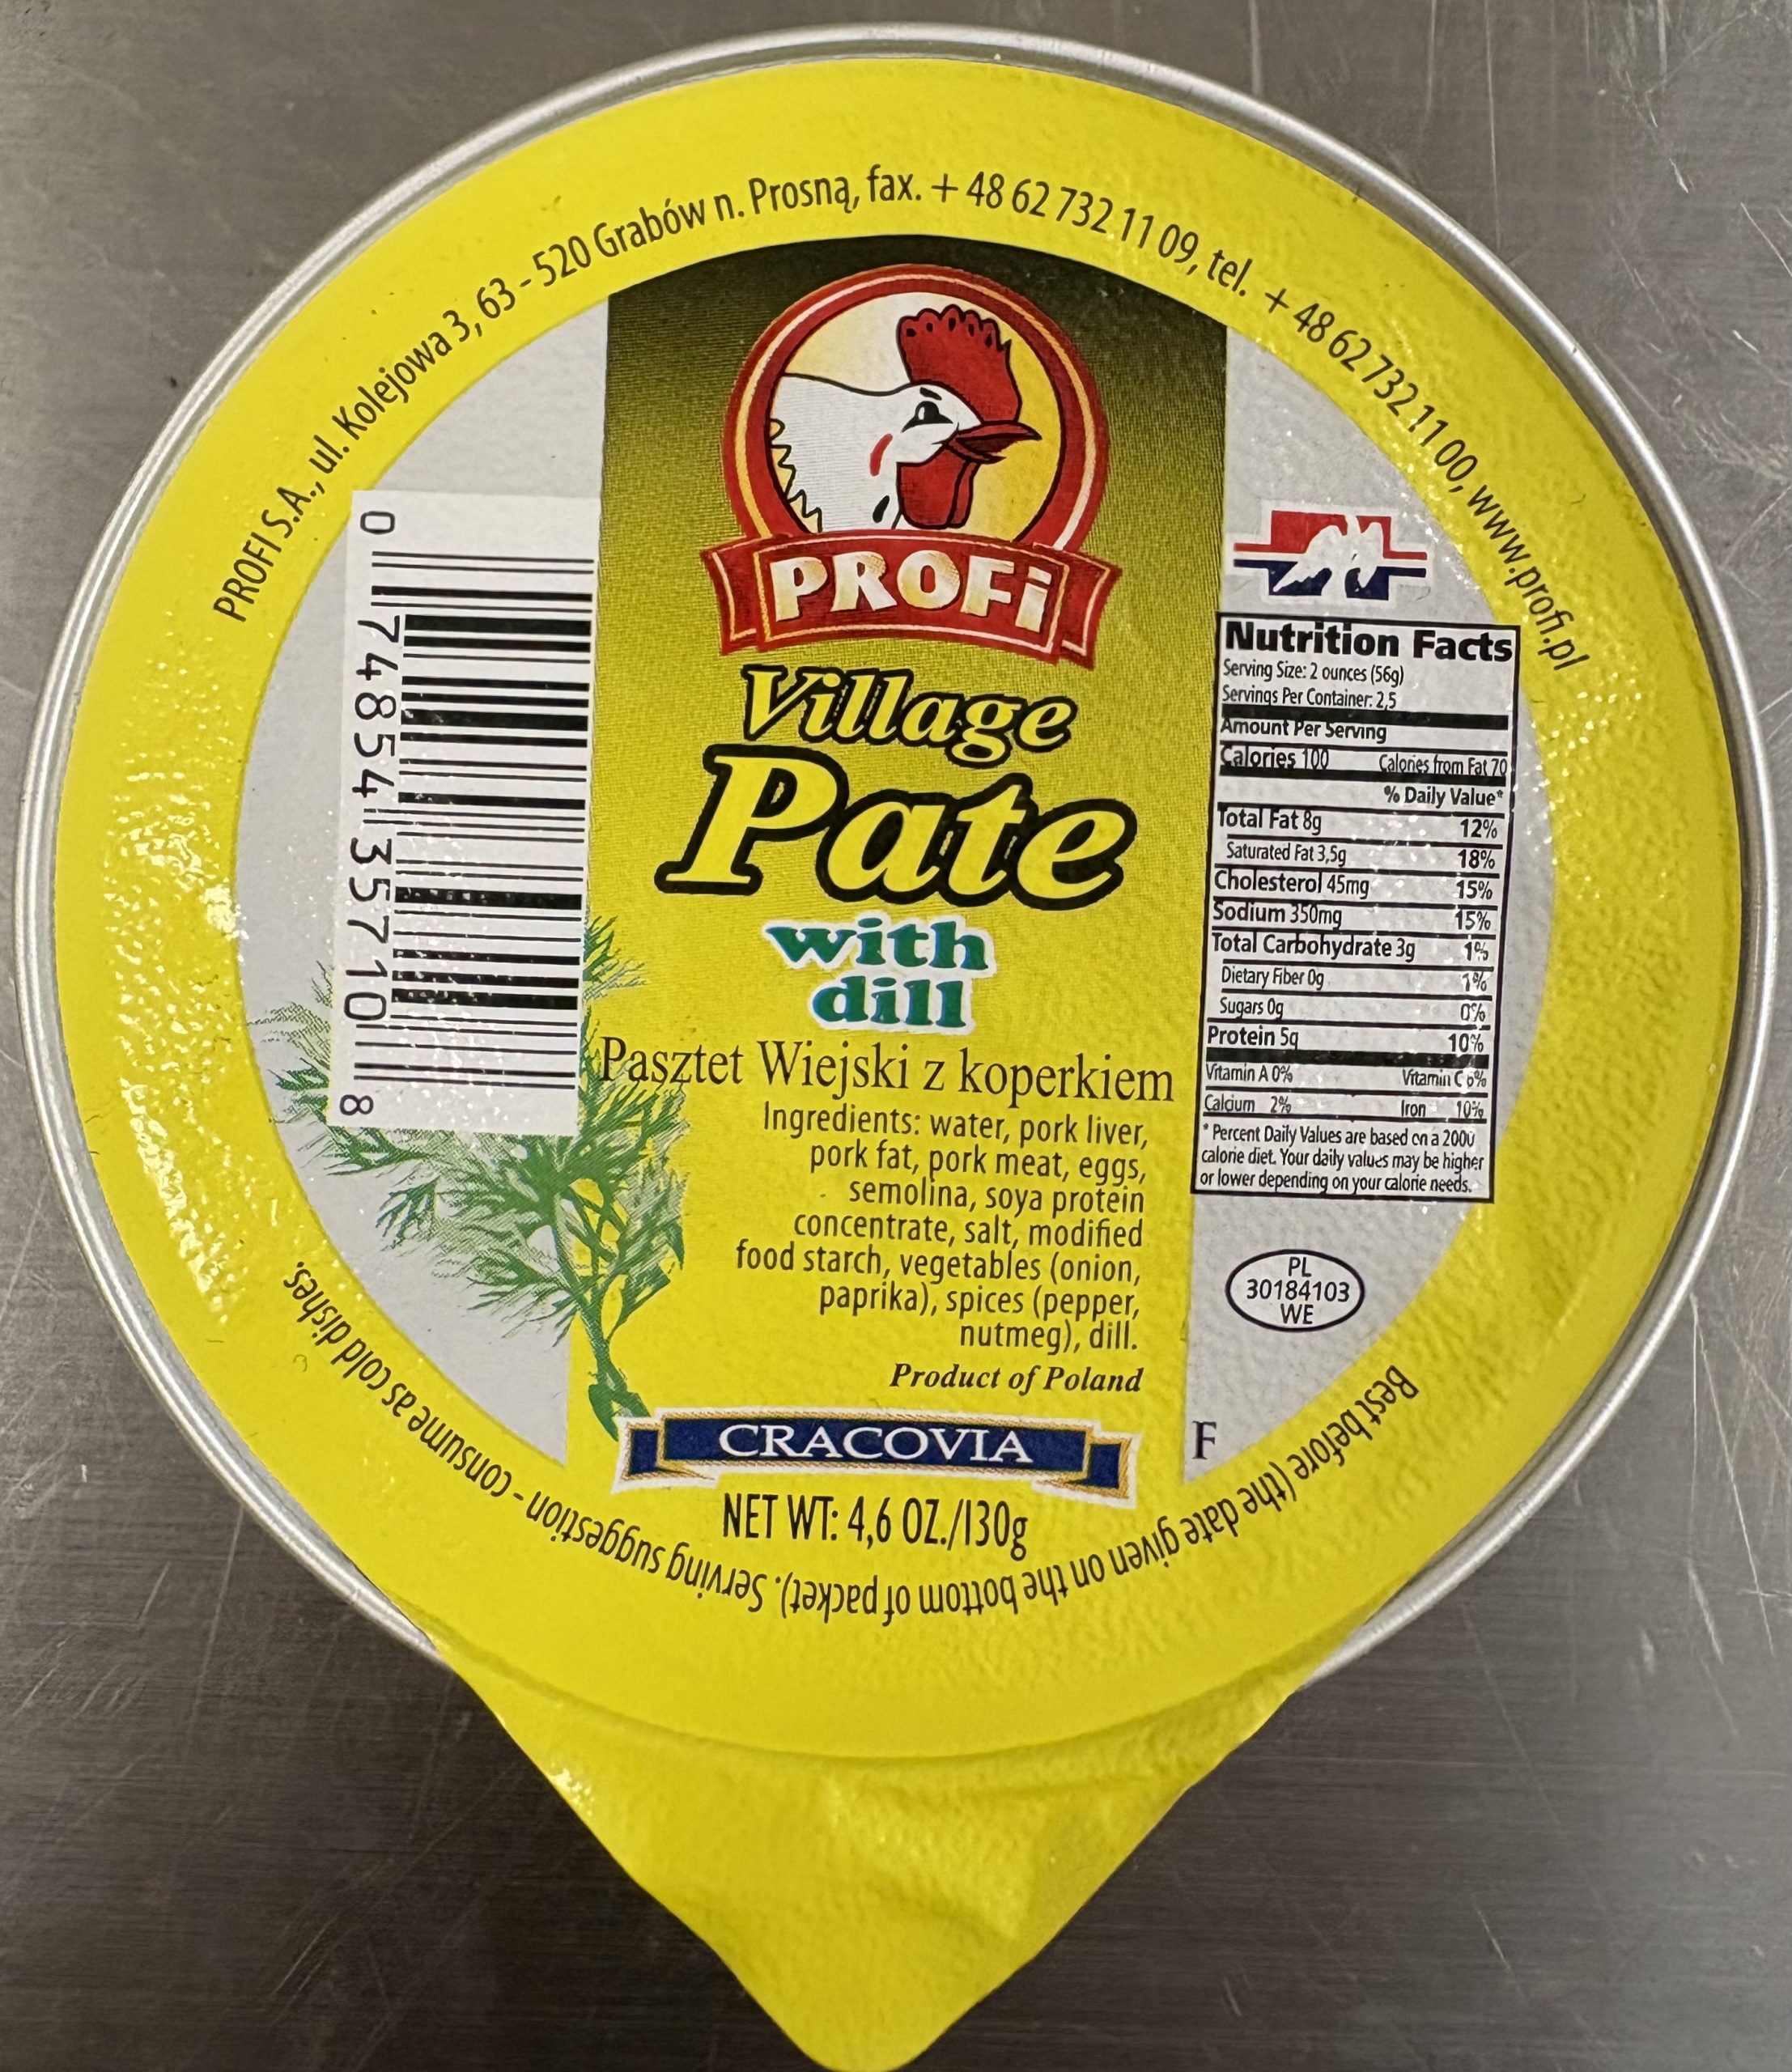 PROFI S.A., ul. Kolejowa 3, 63 - 520 Grabów n. Prosną, fax. + 48 62 732 11 09, tel. + 48 62 732 11 00, www.profi.pl
PROFi
Village
Pate
with
dill
Pasztet Wiejski z koperkiem
Ingredients: water, pork liver,
pork fat, pork meat, eggs,
semolina, soya protein
concentrate, salt, modified
food starch, vegetables (onion,
paprika), spices (pepper,
nutmeg), dill.
Product of Poland
CRACOVIA
NET WT: 4,6 OZ./130g
0 74854 35710 8
Nutrition Facts
Serving Size: 2 ounces (56g)
Servings Per Container: 2,5
Amount Per Serving
Calories 100 Calories from Fat 70
% Daily Value*
Total Fat 8g 12%
Saturated Fat 3,5g 18%
Cholesterol 45mg 15%
Sodium 350mg 15%
Total Carbohydrate 3g 1%
Dietary Fiber 0g 1%
Sugars 0g 0%
Protein 5g 10%
Vitamin A 0% Vitamin C 6%
Calcium 2% Iron 10%
* Percent Daily Values are based on a 2000
calorie diet. Your daily values may be higher
or lower depending on your calorie needs.
PL
30184103
WE
F
Best before (the date given on the bottom of packet). Serving suggestion - consume as cold dishes.